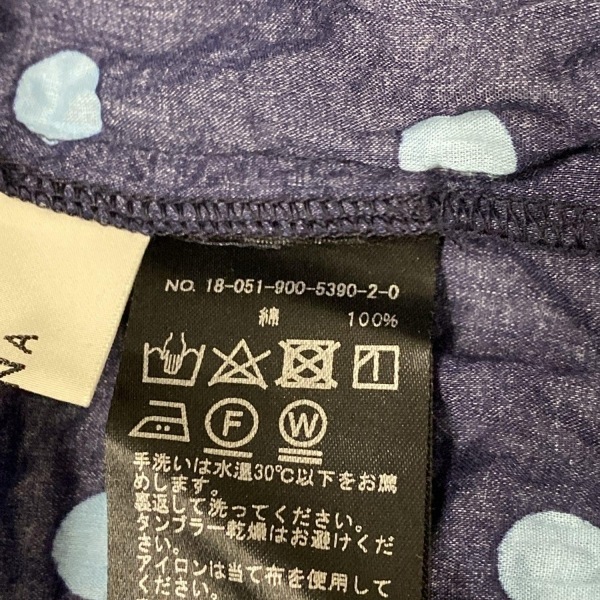 NO. 18-051-900-5390-2-0
綿 100%
F W
手洗いは水温30℃以下をお薦
めします。
裏返して洗ってください。
タンブラー乾燥はお避けくだ
さい。
アイロンは当て布を使用して
ください。